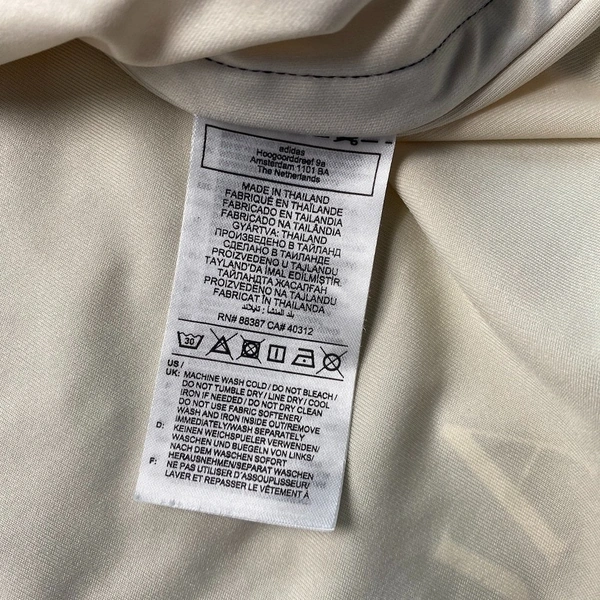 adidas
Hoogoorddreef 9a
Amsterdam 1101 BA
The Netherlands
MADE IN THAILAND
FABRIQUÉ EN THAÏLANDE
FABRICADO EN TAILANDIA
FABRICADO NA TAILÂNDIA
GYÁRTVA: THAILAND
ПРОИЗВЕДЕНО В ТАЙЛАНД
СДЕЛАНО В ТАИЛАНДЕ
PROIZVEDENO U TAJLANDU
TAYLAND'DA İMAL EDİLMİŞTİR
ТАЙЛАНДТА ЖАСАЛҒАН
PROIZVEDENO NA TAJLANDU
FABRICAT ÎN THAILANDA
بلد المنشأ : تايلاند
RN# 88387 CA# 40312
30
US /
UK: MACHINE WASH COLD / DO NOT BLEACH /
DO NOT TUMBLE DRY / LINE DRY / COOL
IRON IF NEEDED / DO NOT DRY CLEAN
DO NOT USE FABRIC SOFTENER/
WASH AND IRON INSIDE OUT/REMOVE
IMMEDIATELY/WASH SEPARATELY
D: KEINEN WEICHSPUELER VERWENDEN/
WASCHEN UND BUEGELN VON LINKS/
NACH DEM WASCHEN SOFORT
HERAUSNEHMEN/SEPARAT WASCHEN
F: NE PAS UTILISER D'ASSOUPLISSEUR/
LAVER ET REPASSER LE VÊTEMENT À